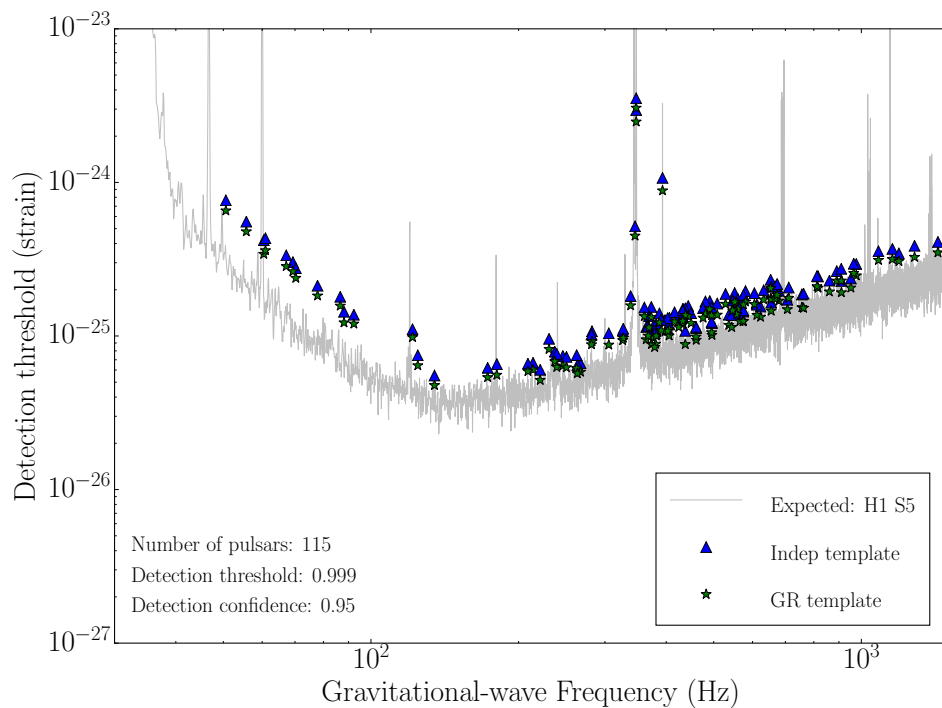 10^-23
10^-24
10^-25
10^-26
10^-27
Detection threshold (strain)
Number of pulsars: 115
Detection threshold: 0.999
Detection confidence: 0.95
Expected: H1 S5
Indep template
GR template
10^2
10^3
Gravitational-wave Frequency (Hz)